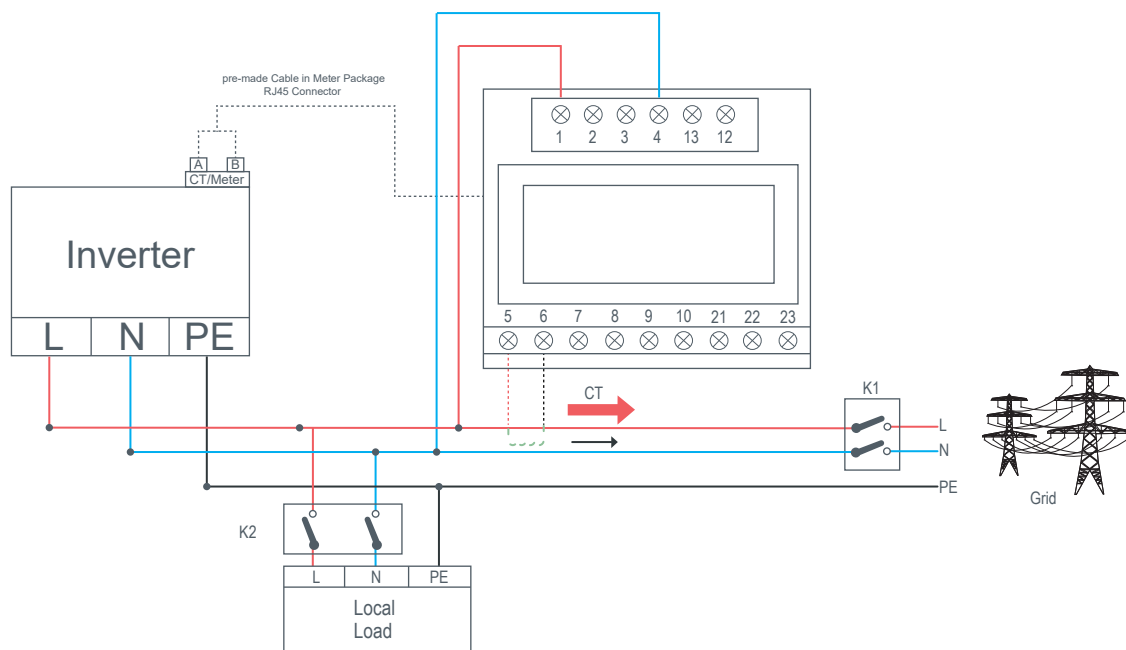 pre-made Cable in Meter Package
RJ45 Connector
1 2 3 4 13 12
A B
CT/Meter
Inverter
L N PE
5 6 7 8 9 10 21 22 23
CT
K1
L
N
PE
Grid
K2
L N PE
Local
Load